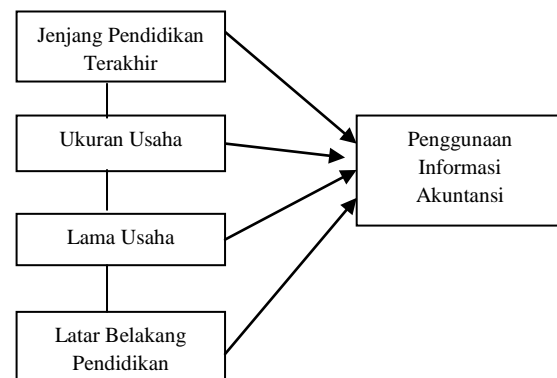 Jenjang Pendidikan
Terakhir
Ukuran Usaha
Lama Usaha
Latar Belakang
Pendidikan
Penggunaan
Informasi
Akuntansi